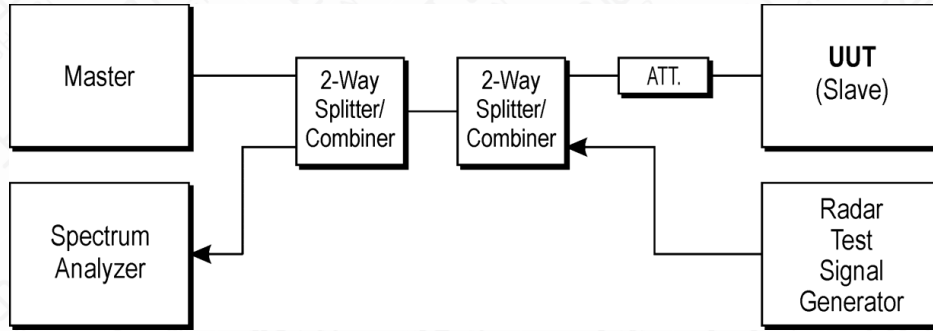 Master
2-Way
Splitter/
Combiner
2-Way
Splitter/
Combiner
ATT.
UUT
(Slave)
Spectrum
Analyzer
Radar
Test
Signal
Generator